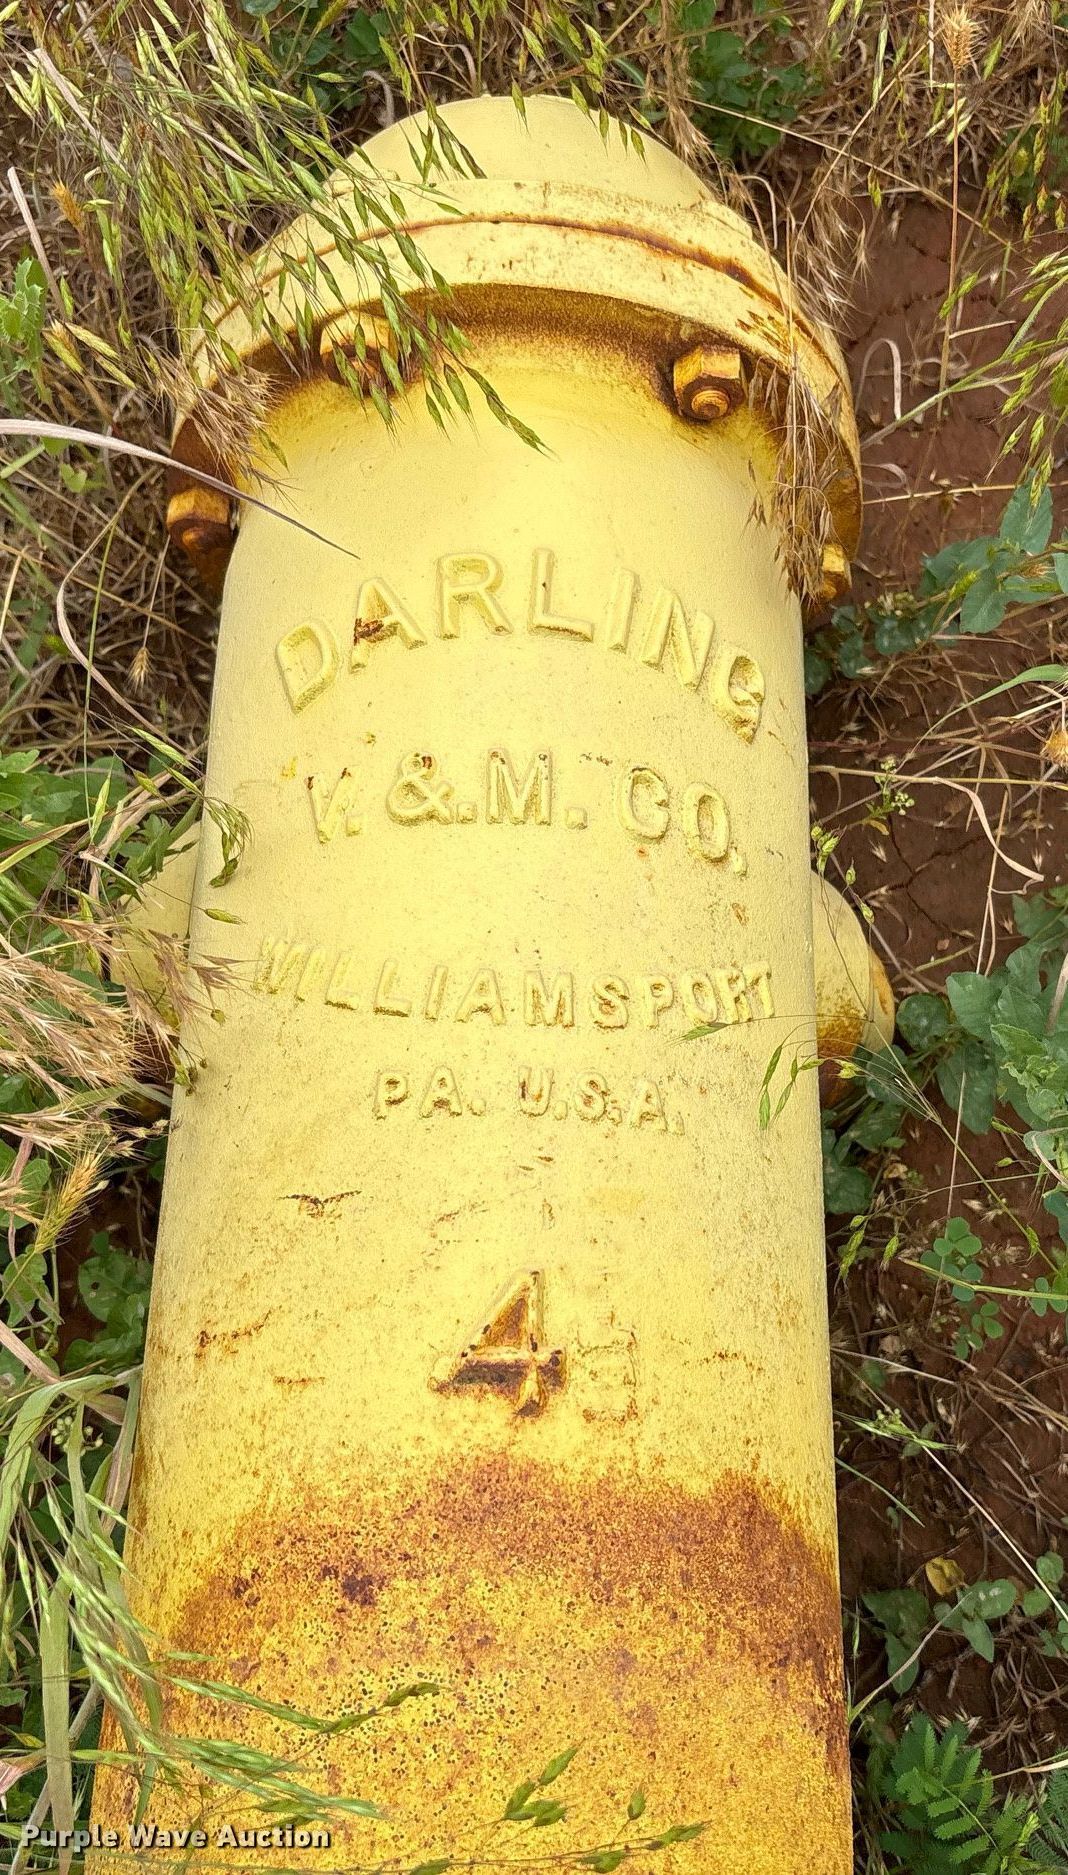 DARLING
V. & M. CO.
WILLIAMSPORT
PA. U.S.A.
4
Purple Wave Auction